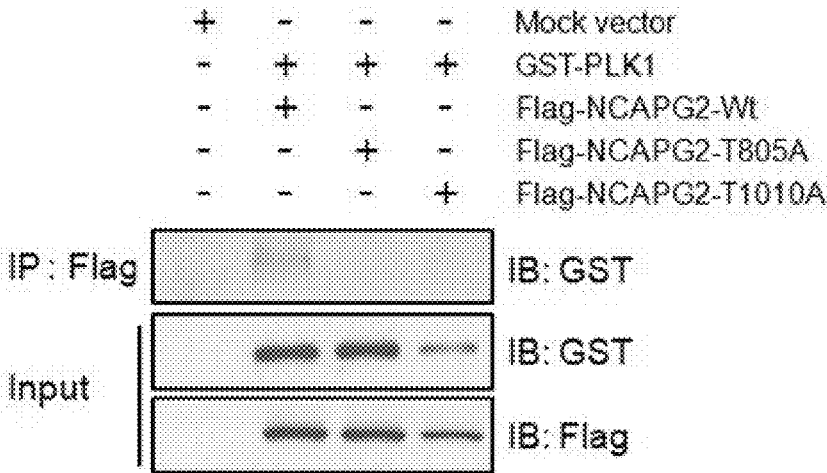 + - - - Mock vector
- + + + GST-PLK1
- + - - Flag-NCAPG2-Wt
- - + - Flag-NCAPG2-T805A
- - - + Flag-NCAPG2-T1010A
IP : Flag IB: GST
Input IB: GST
IB: Flag